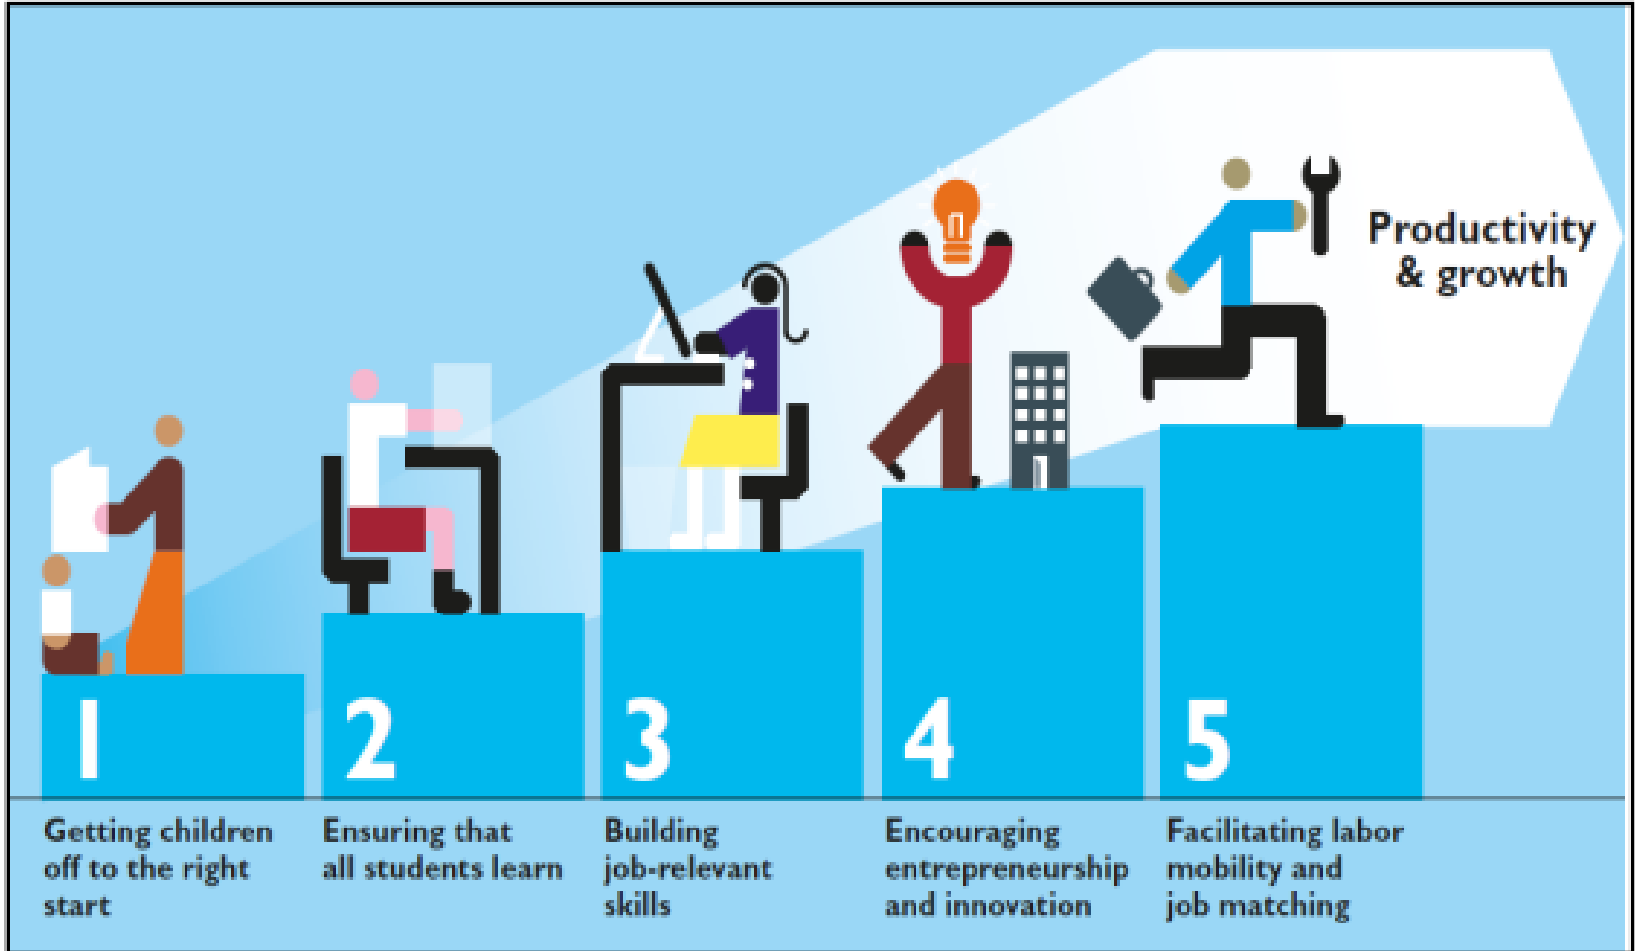 Productivity
& growth
1
2
3
4
5
Getting children
off to the right
start
Ensuring that
all students learn
Building
job-relevant
skills
Encouraging
entrepreneurship
and innovation
Facilitating labor
mobility and
job matching